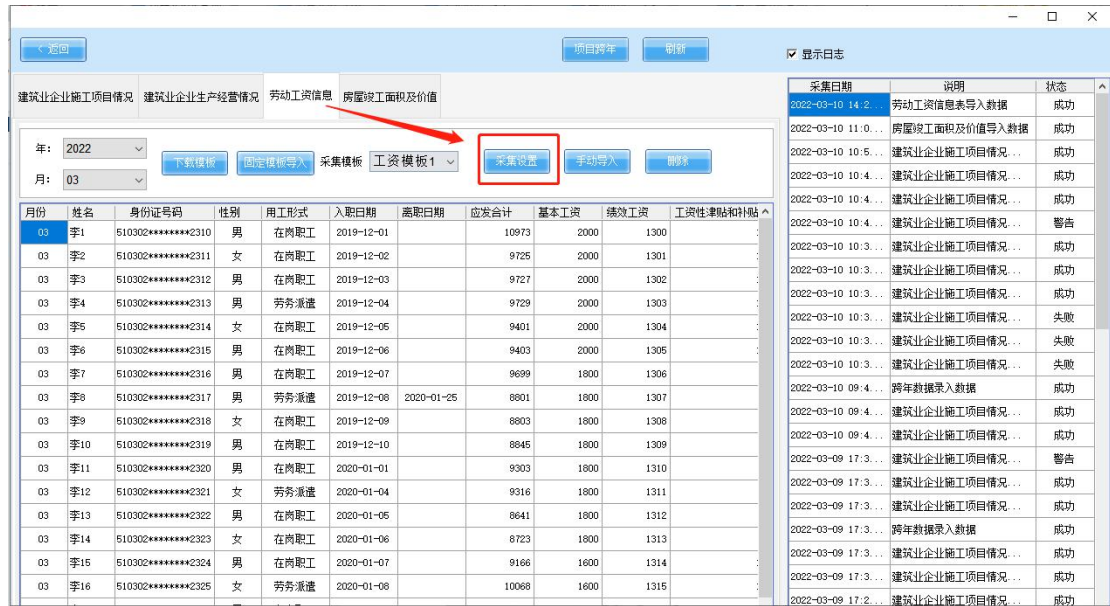 < 返回 项目跨年 刷新 显示日志
建筑业企业施工项目情况 建筑业企业生产经营情况 劳动工资信息 房屋竣工面积及价值
年: 2022
月: 03
下载模板 固定模板导入 采集模板 工资模板1 采集设置 手动导入 删除
月份 姓名 身份证号码 性别 用工形式 入职日期 离职日期 应发合计 基本工资 绩效工资 工资性津贴和补贴
03 李1 510302********2310 男 在岗职工 2019-12-01 10973 2000 1300
03 李2 510302********2311 女 在岗职工 2019-12-02 9725 2000 1301
03 李3 510302********2312 男 在岗职工 2019-12-03 9727 2000 1302
03 李4 510302********2313 男 劳务派遣 2019-12-04 9729 2000 1303
03 李5 510302********2314 女 在岗职工 2019-12-05 9401 2000 1304
03 李6 510302********2315 男 在岗职工 2019-12-06 9403 2000 1305
03 李7 510302********2316 男 在岗职工 2019-12-07 9699 1800 1306
03 李8 510302********2317 男 劳务派遣 2019-12-08 2020-01-25 8801 1800 1307
03 李9 510302********2318 女 在岗职工 2019-12-09 8803 1800 1308
03 李10 510302********2319 男 在岗职工 2019-12-10 8845 1800 1309
03 李11 510302********2320 男 在岗职工 2020-01-01 9303 1800 1310
03 李12 510302********2321 女 劳务派遣 2020-01-04 9316 1800 1311
03 李13 510302********2322 男 在岗职工 2020-01-05 8641 1800 1312
03 李14 510302********2323 女 在岗职工 2020-01-06 8723 1800 1313
03 李15 510302********2324 男 在岗职工 2020-01-07 9166 1600 1314
03 李16 510302********2325 女 劳务派遣 2020-01-08 10068 1600 1315
采集日期 说明 状态
2022-03-10 14:2... 劳动工资信息表导入数据 成功
2022-03-10 11:0... 房屋竣工面积及价值导入数据 成功
2022-03-10 10:5... 建筑业企业施工项目情况... 成功
2022-03-10 10:4... 建筑业企业施工项目情况... 成功
2022-03-10 10:4... 建筑业企业施工项目情况... 成功
2022-03-10 10:4... 建筑业企业施工项目情况... 警告
2022-03-10 10:3... 建筑业企业施工项目情况... 成功
2022-03-10 10:3... 建筑业企业施工项目情况... 成功
2022-03-10 10:3... 建筑业企业施工项目情况... 成功
2022-03-10 10:3... 建筑业企业施工项目情况... 失败
2022-03-10 10:3... 建筑业企业施工项目情况... 失败
2022-03-10 10:3... 建筑业企业施工项目情况... 失败
2022-03-10 09:4... 跨年数据录入数据 成功
2022-03-10 09:4... 建筑业企业施工项目情况... 成功
2022-03-10 09:4... 建筑业企业施工项目情况... 成功
2022-03-09 17:3... 建筑业企业施工项目情况... 警告
2022-03-09 17:3... 建筑业企业施工项目情况... 成功
2022-03-09 17:3... 建筑业企业施工项目情况... 成功
2022-03-09 17:3... 跨年数据录入数据 成功
2022-03-09 17:3... 建筑业企业施工项目情况... 成功
2022-03-09 17:3... 建筑业企业施工项目情况... 成功
2022-03-09 17:2... 建筑业企业施工项目情况... 成功